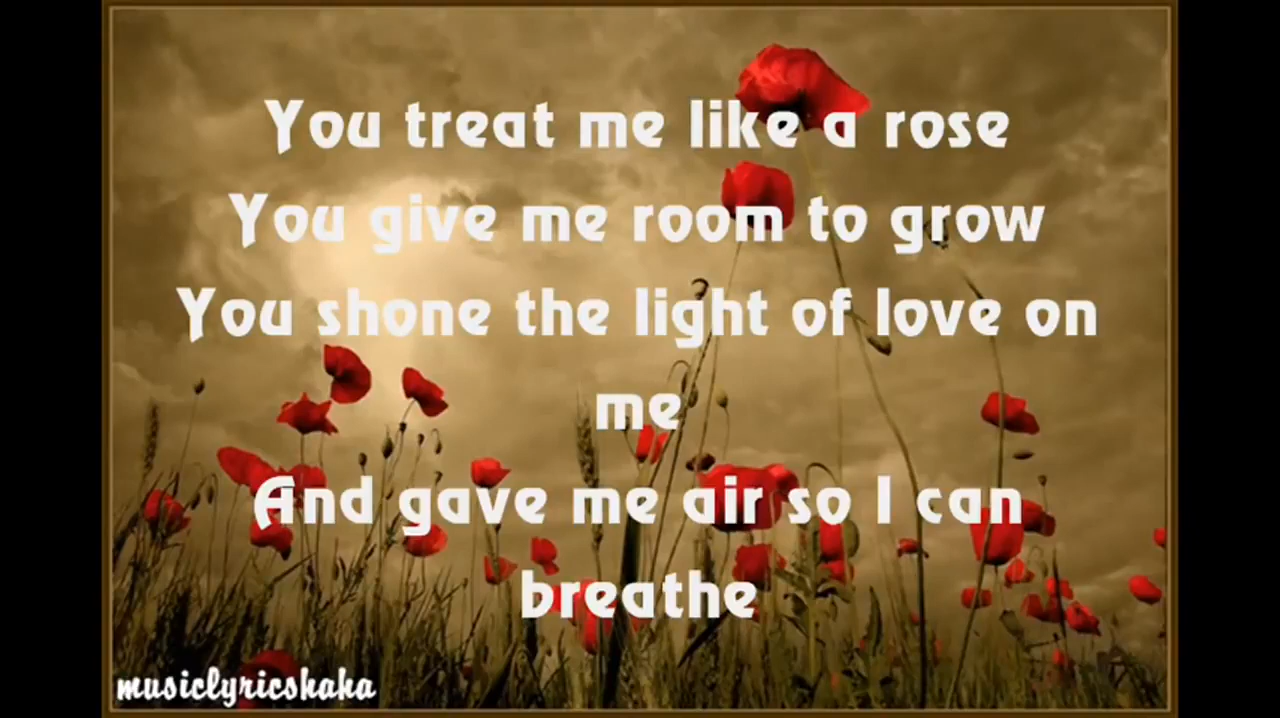 You treat me like a rose
You give me room to grow
You shone the light of love on
me
And gave me air so I can
breathe
musiclyricshaha